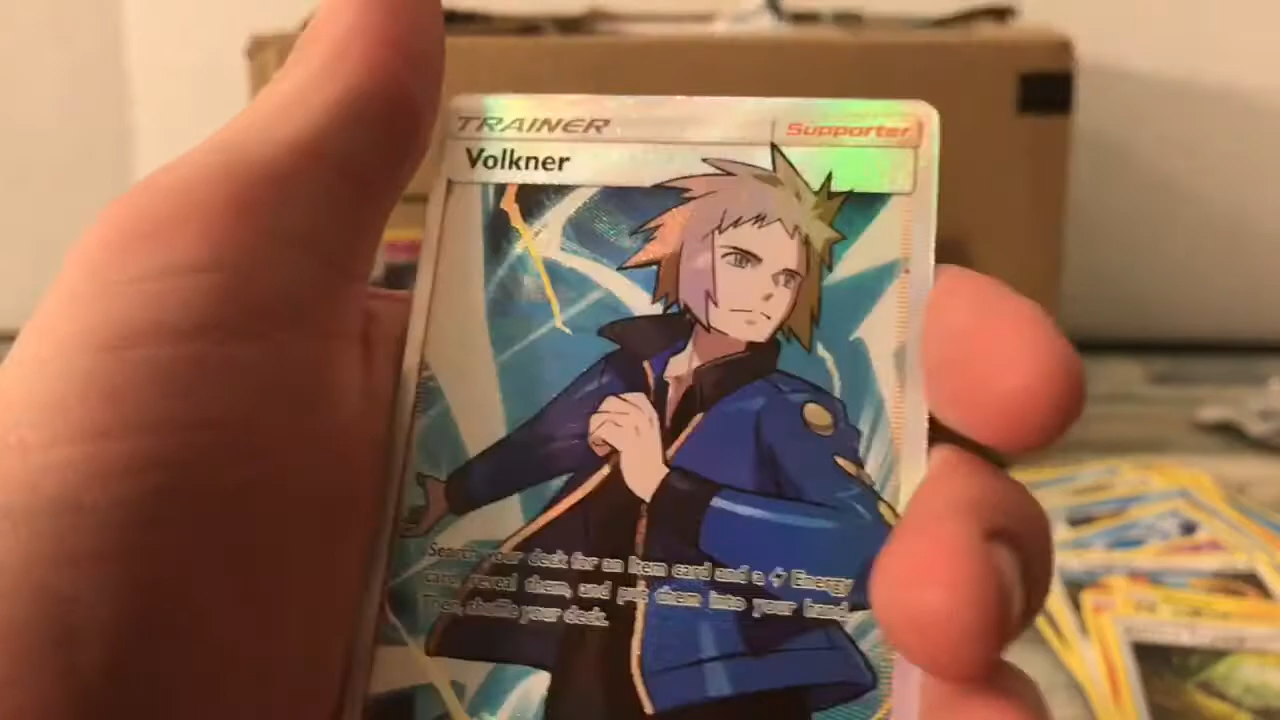 TRAINER
Supporter
Volkner
Search your deck for an Item card and a Energy
card, reveal them, and put them into your hand.
Then, shuffle your deck.